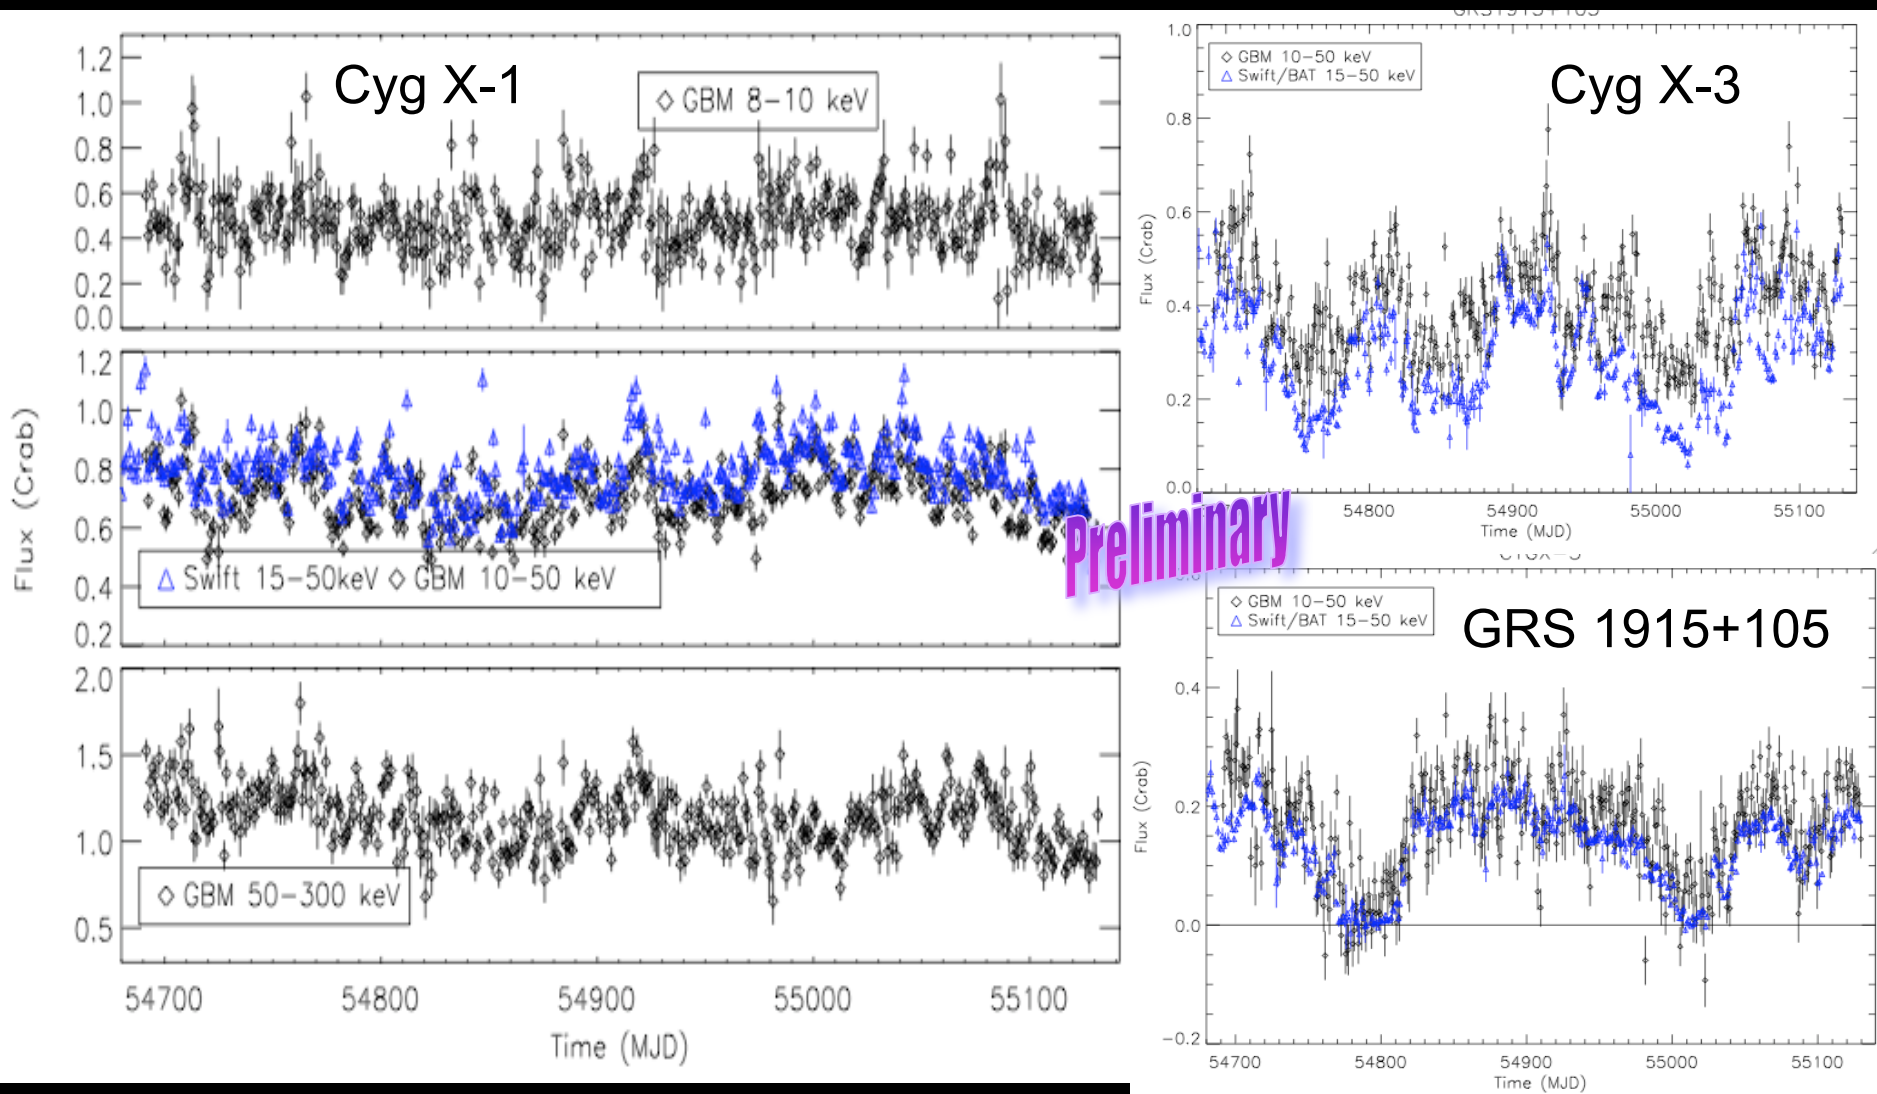 Cyg X-1
GBM 8-10 keV
1.2
1.0
0.8
0.6
0.4
0.2
0.0
Flux (Crab)
1.2
1.0
0.8
0.6
0.4
0.2
Swift 15-50keV GBM 10-50 keV
2.0
1.5
1.0
0.5
GBM 50-300 keV
54700 54800 54900 55000 55100
Time (MJD)
GRS1915+105
Cyg X-3
GBM 10-50 keV
Swift/BAT 15-50 keV
1.0
0.8
0.6
0.4
0.2
0.0
Flux (Crab)
54800 54900 55000 55100
Time (MJD)
Preliminary
CYGX-3
GRS 1915+105
GBM 10-50 keV
Swift/BAT 15-50 keV
0.4
0.2
0.0
-0.2
Flux (Crab)
54700 54800 54900 55000 55100
Time (MJD)